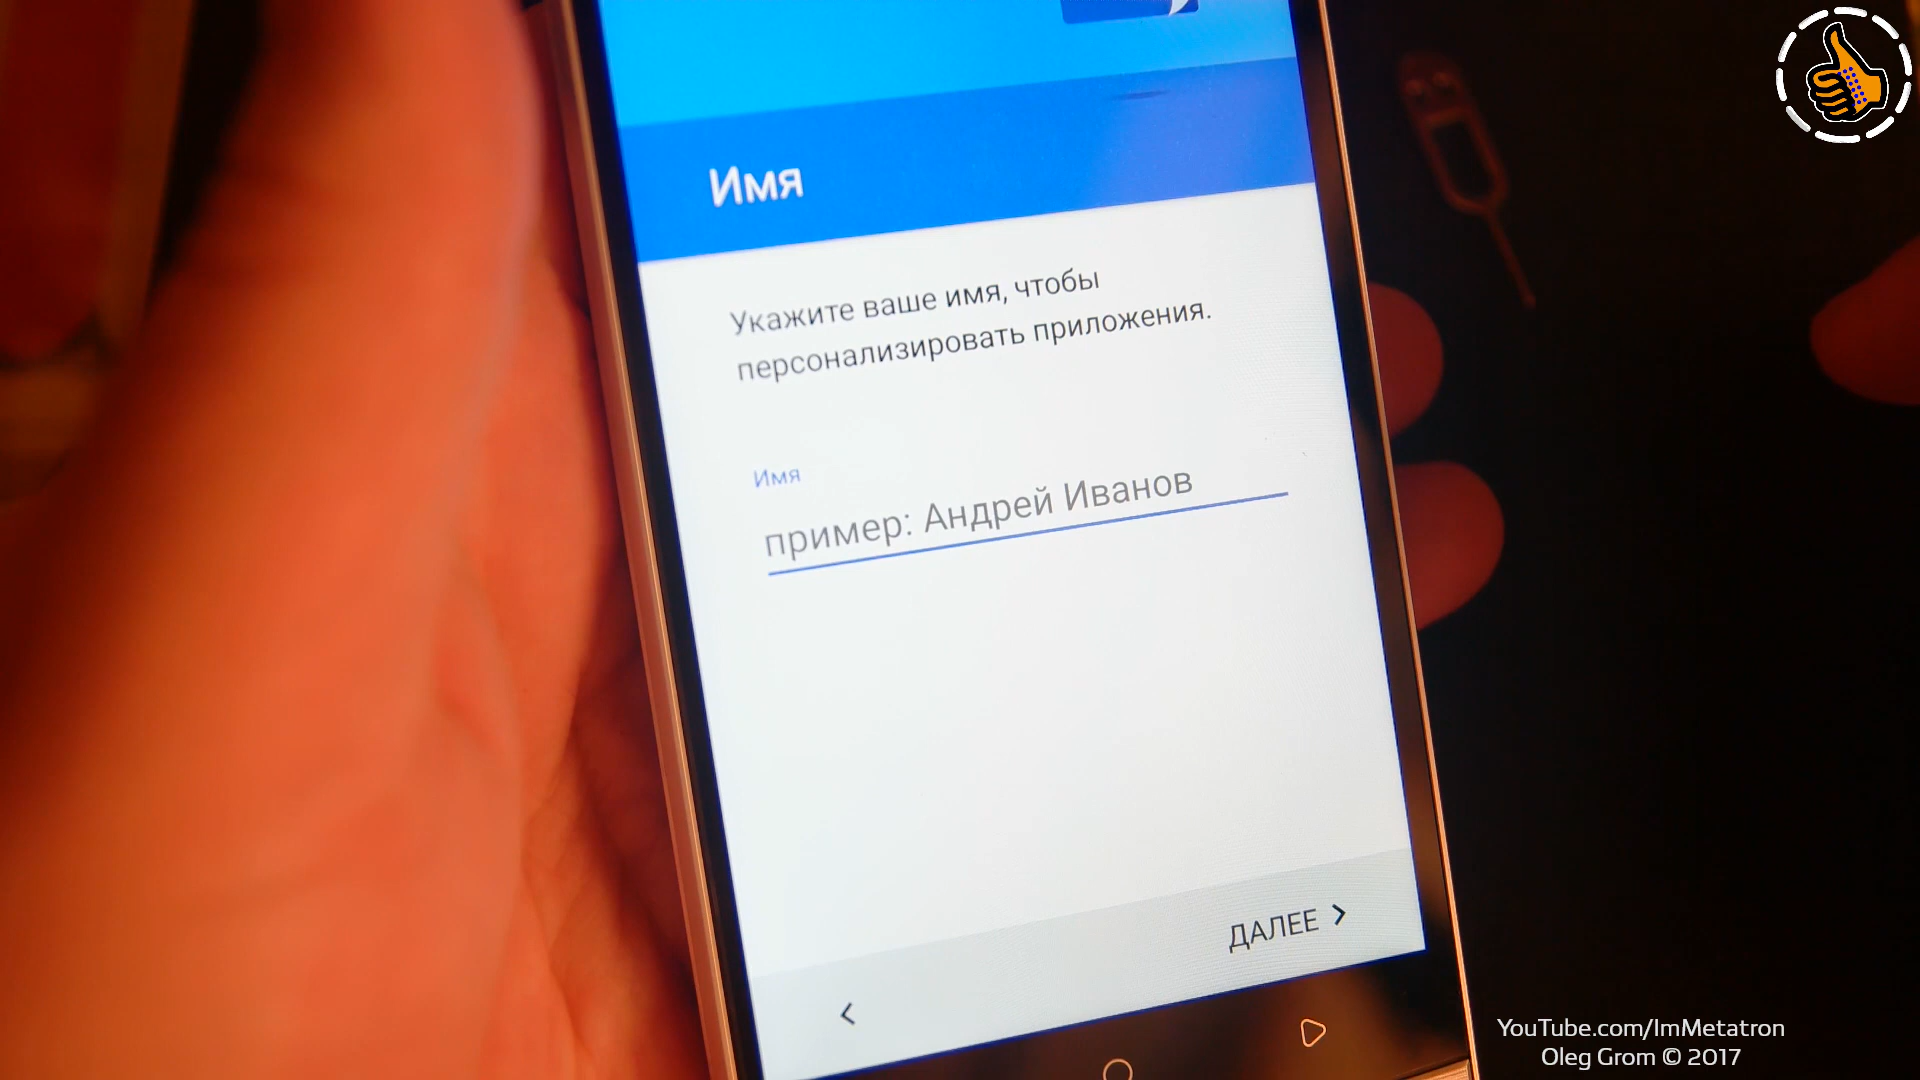 Имя
Укажите ваше имя, чтобы
персонализировать приложения.
Имя
пример: Андрей Иванов
ДАЛЕЕ
YouTube.com/ImMetatron
Oleg Grom © 2017